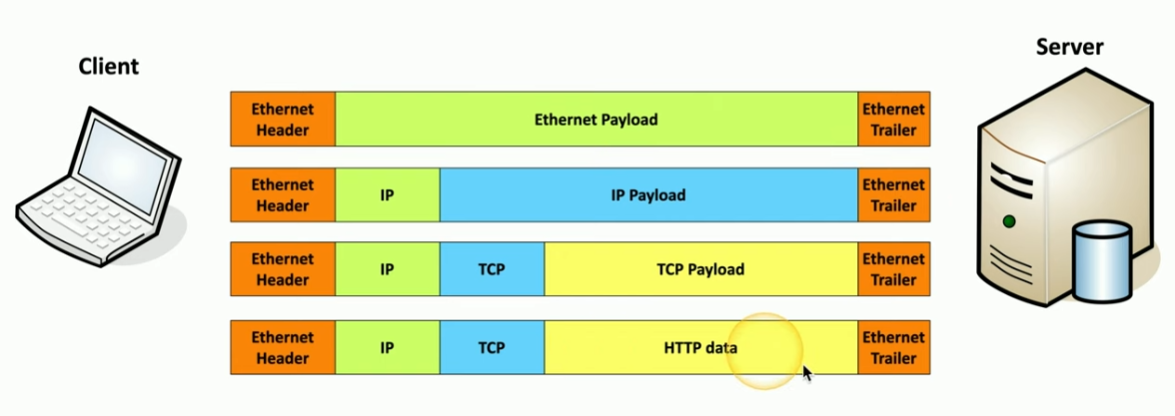 Client
Server
Ethernet
Header
Ethernet Payload
Ethernet
Trailer
Ethernet
Header
IP
IP Payload
Ethernet
Trailer
Ethernet
Header
IP
TCP
TCP Payload
Ethernet
Trailer
Ethernet
Header
IP
TCP
HTTP data
Ethernet
Trailer